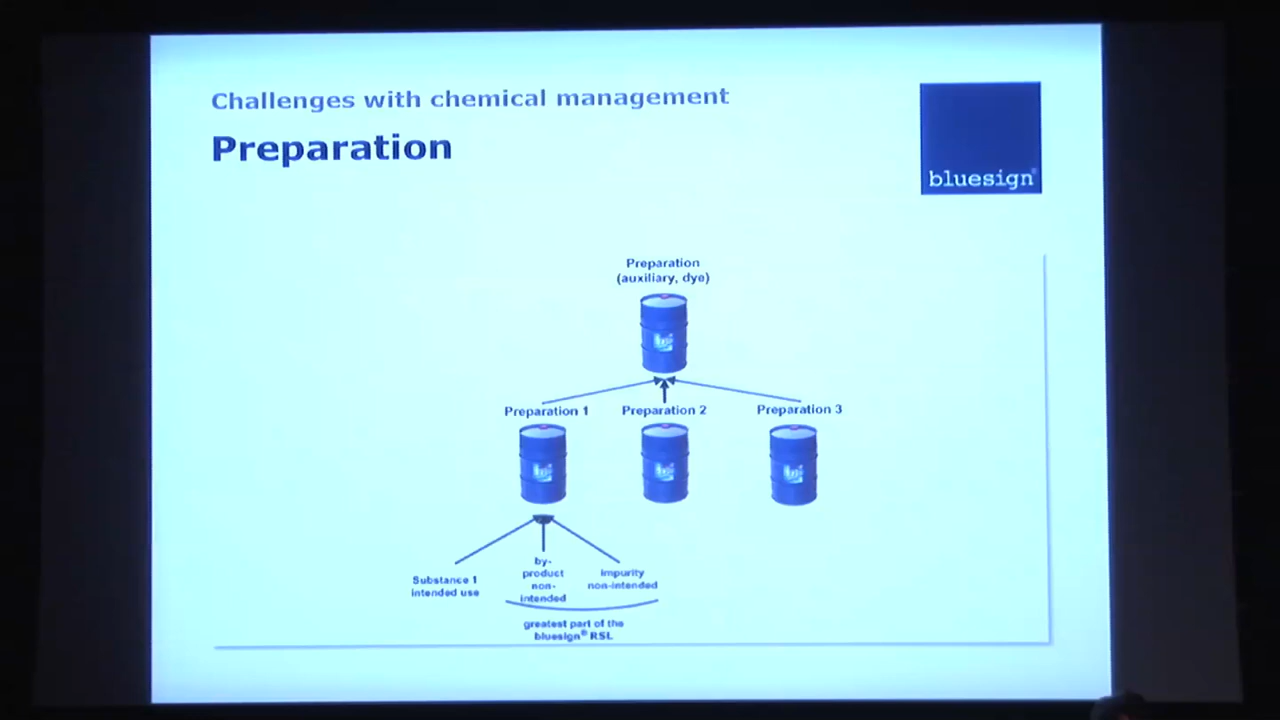 Challenges with chemical management
Preparation
bluesign®
Preparation
(auxiliary, dye)
Preparation 1
Preparation 2
Preparation 3
Substance 1
intended use
by-
product
non-
intended
impurity
non-intended
greatest part of the
bluesign® RSL